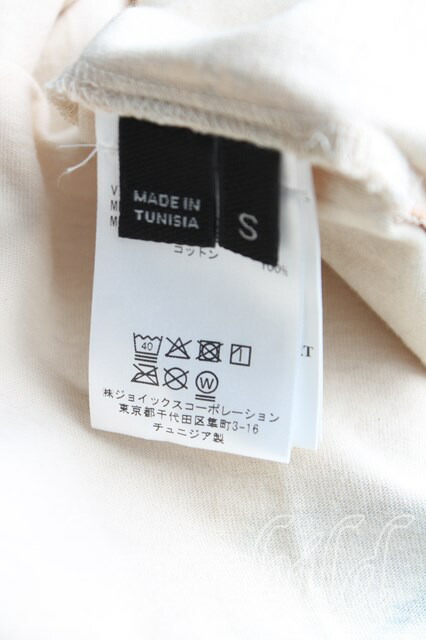 MADE IN
TUNISIA
S
コットン
100%
40
W
㈱ジョイックスコーポレーション
東京都千代田区隼町3-16
チュニジア製